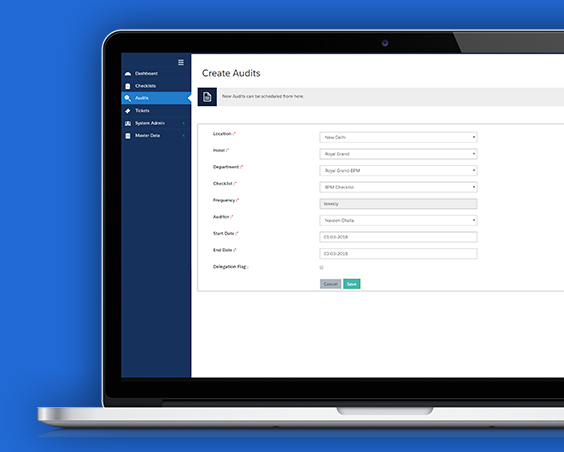 Dashboard
Checklists
Audits
Tickets
System Admin
Master Data
Create Audits
New Audits can be scheduled from here.
Location :*
New Delhi
Hotel :*
Royal Grand
Department :*
Royal Grand-BPM
Checklist :*
BPM Checklist
Frequency :*
Weekly
Auditor :*
Naveen
Start Date :*
03-03-2018
End Date :*
03-03-2018
Delegation Flag :
Cancel Save